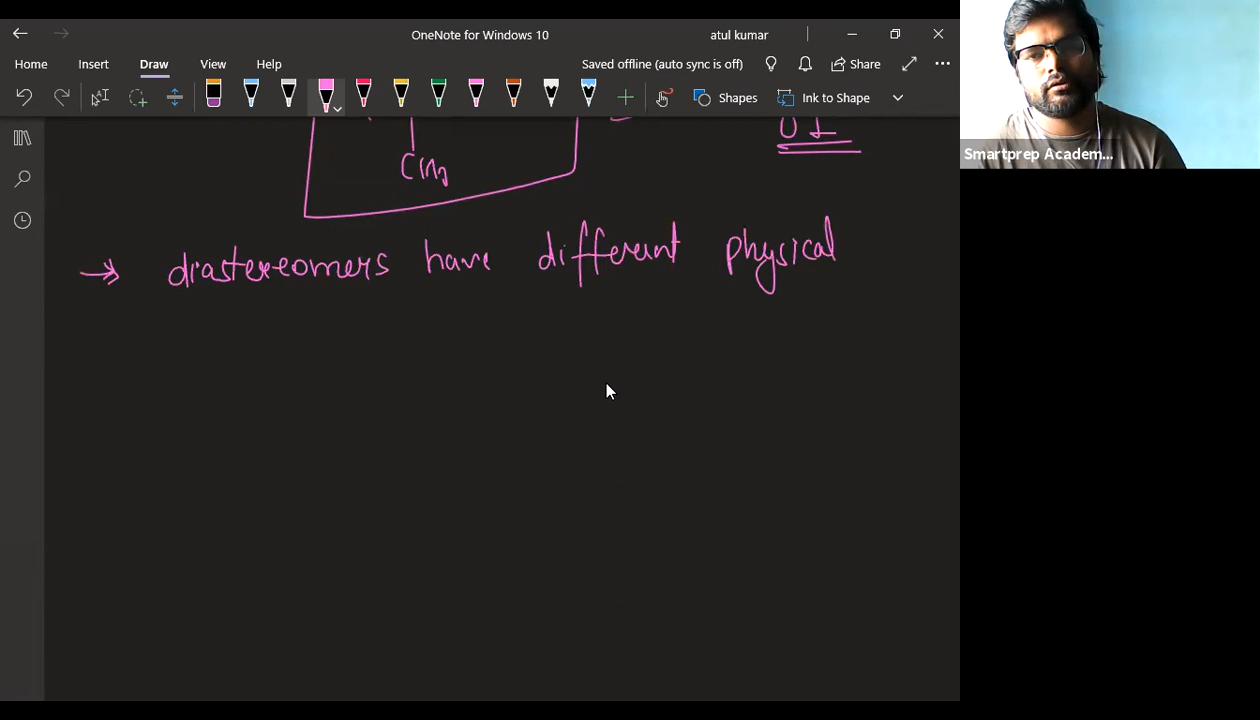 OneNote for Windows 10
atul kumar
Home Insert Draw View Help
Saved offline (auto sync is off)
Share
Shapes
Ink to Shape
CH3
Smartprep Academ...
→ diastereomers have different physical